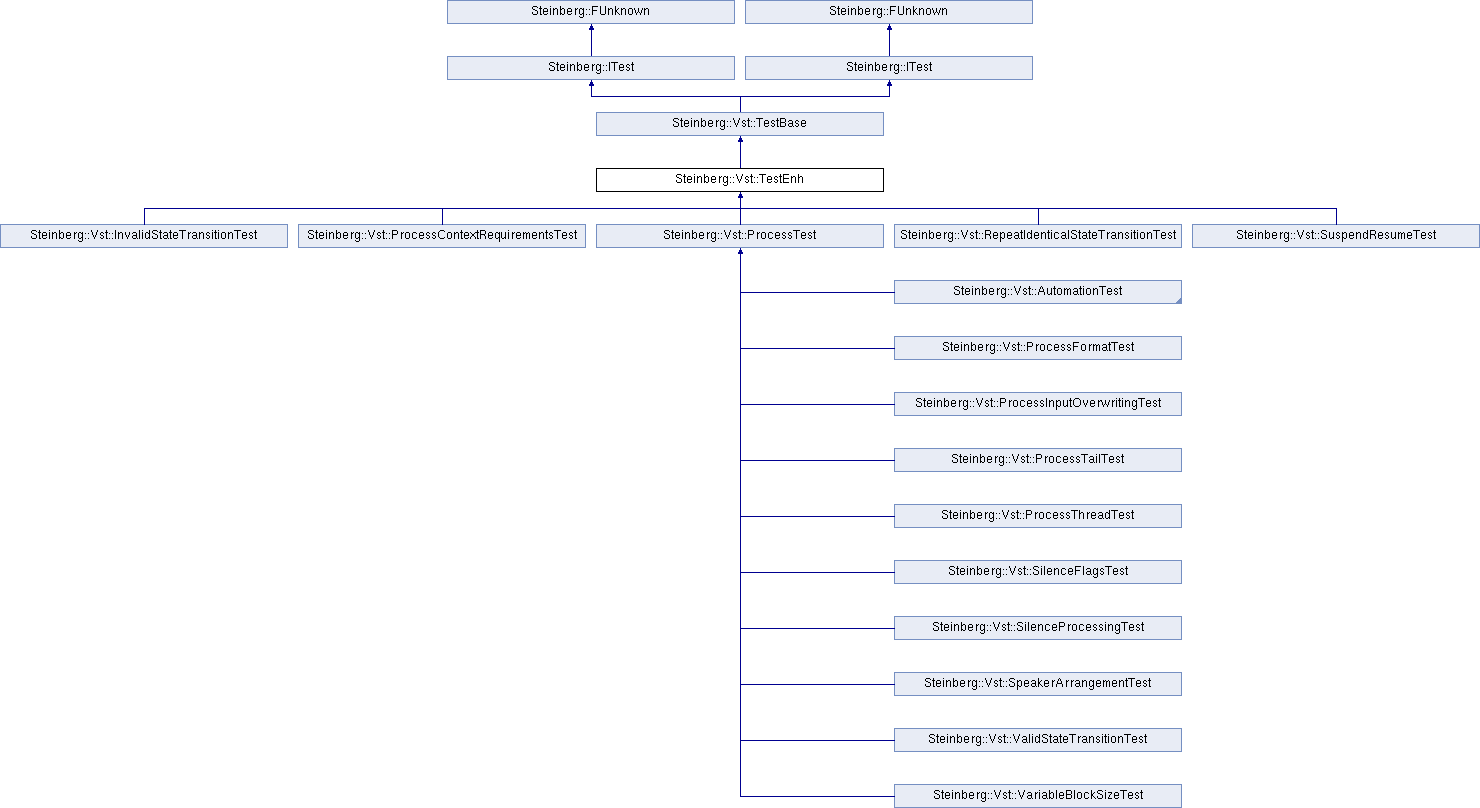 Steinberg::FUnknown
Steinberg::FUnknown
Steinberg::ITest
Steinberg::ITest
Steinberg::Vst::TestBase
Steinberg::Vst::TestEnh
Steinberg::Vst::InvalidStateTransitionTest
Steinberg::Vst::ProcessContextRequirementsTest
Steinberg::Vst::ProcessTest
Steinberg::Vst::RepeatIdenticalStateTransitionTest
Steinberg::Vst::SuspendResumeTest
Steinberg::Vst::AutomationTest
Steinberg::Vst::ProcessFormatTest
Steinberg::Vst::ProcessInputOverwritingTest
Steinberg::Vst::ProcessTailTest
Steinberg::Vst::ProcessThreadTest
Steinberg::Vst::SilenceFlagsTest
Steinberg::Vst::SilenceProcessingTest
Steinberg::Vst::SpeakerArrangementTest
Steinberg::Vst::ValidStateTransitionTest
Steinberg::Vst::VariableBlockSizeTest